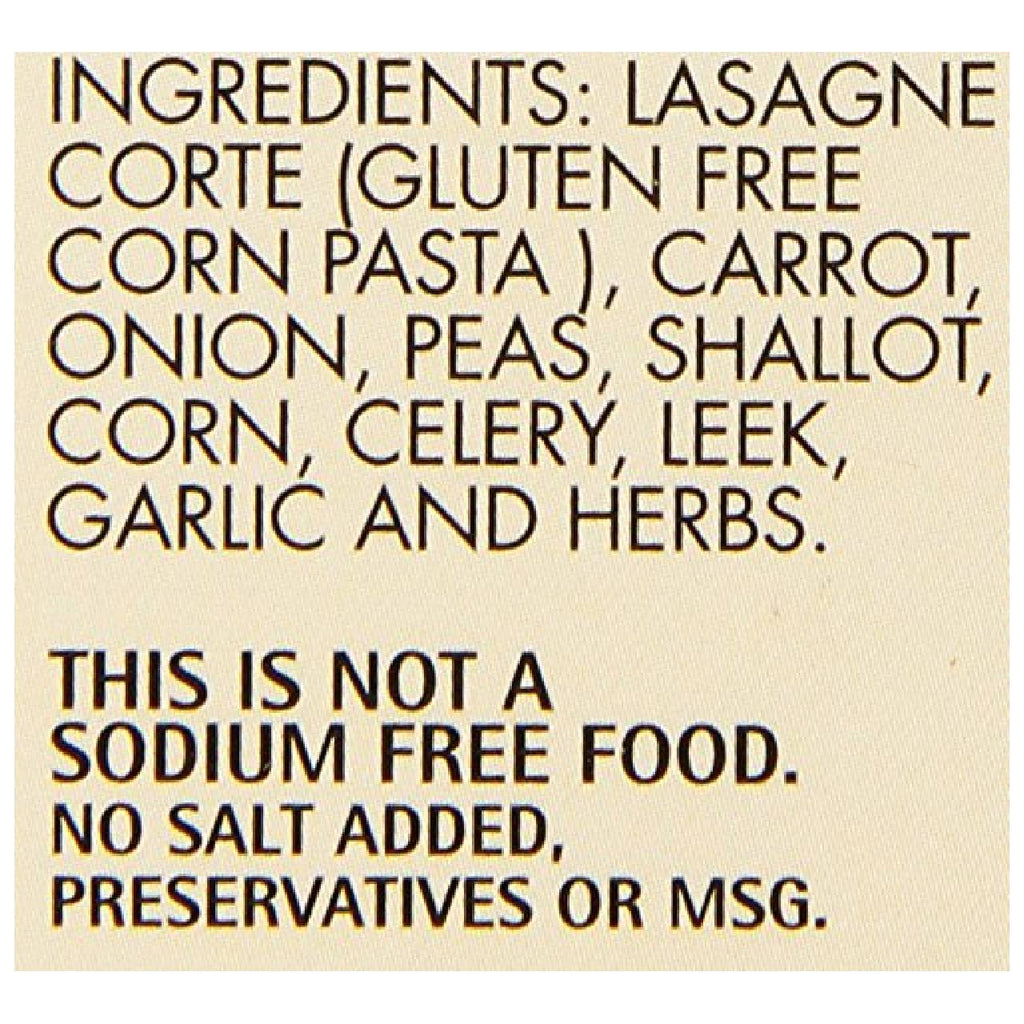 INGREDIENTS: LASAGNE
CORTE (GLUTEN FREE
CORN PASTA ), CARROT,
ONION, PEAS, SHALLOT,
CORN, CELERY, LEEK,
GARLIC AND HERBS.
THIS IS NOT A
SODIUM FREE FOOD.
NO SALT ADDED,
PRESERVATIVES OR MSG.